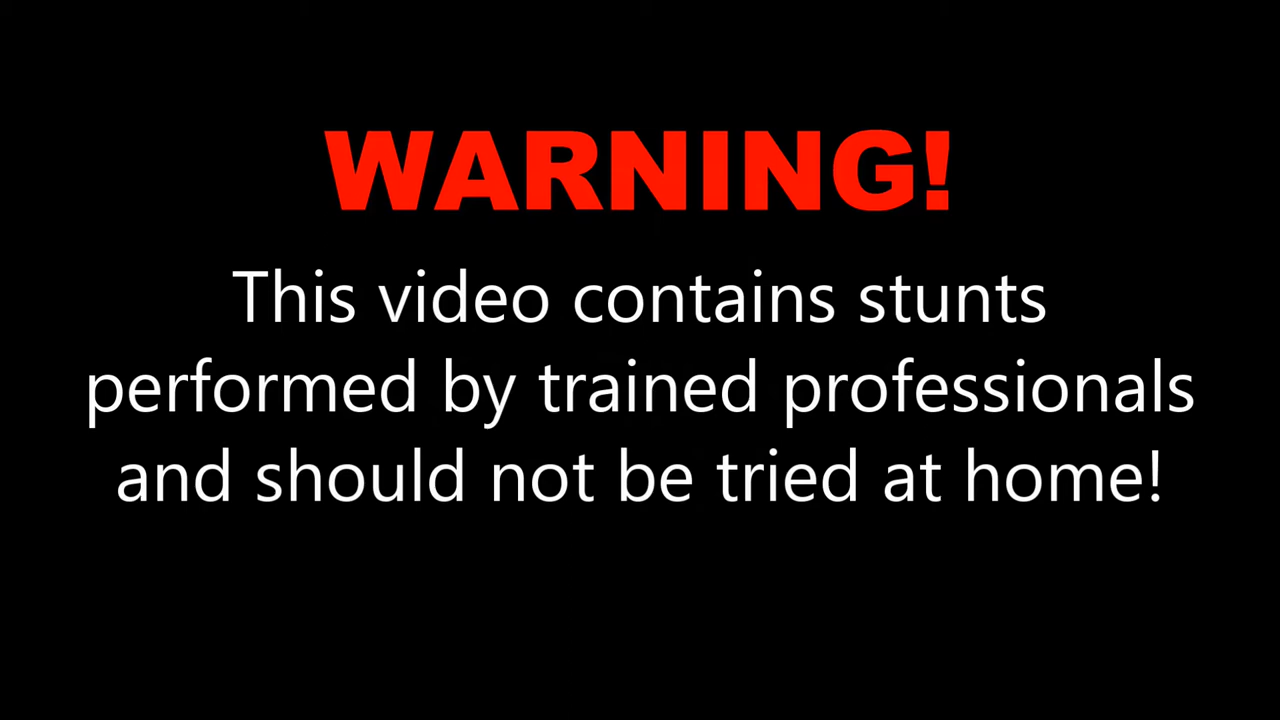 WARNING!
This video contains stunts
performed by trained professionals
and should not be tried at home!